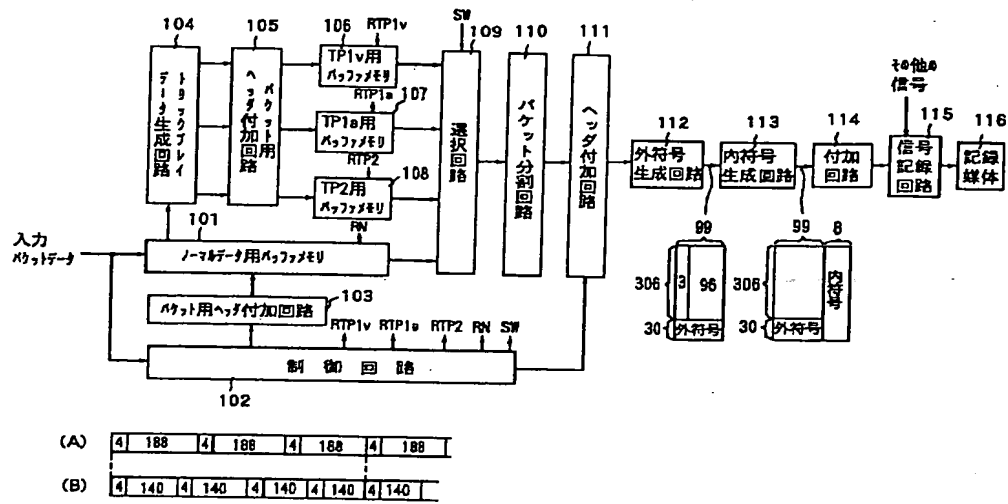 104
105
106
RTP1v
SW
109
110
111
トリックプレイ
データ生成回路
パケット用
ヘッダ付加回路
TP1v用
バッファメモリ
RTP1a
107
TP1a用
バッファメモリ
RTP2
108
TP2用
バッファメモリ
選択回路
パケット分割回路
ヘッダ付加回路
その他の
信号
112
113
114
115
116
外符号
生成回路
内符号
生成回路
付加
回路
信号
記録
回路
記録
媒体
101
RN
入力
パケットデータ
ノーマルデータ用バッファメモリ
103
パケット用ヘッダ付加回路
RTP1v
RTP1a
RTP2
RN
SW
制御回路
102
99
306
3
96
30
外符号
99
8
306
内符号
30
外符号
(A) 4 188 4 188 4 188 4 188
(B) 4 140 4 140 4 140 4 140 4 140